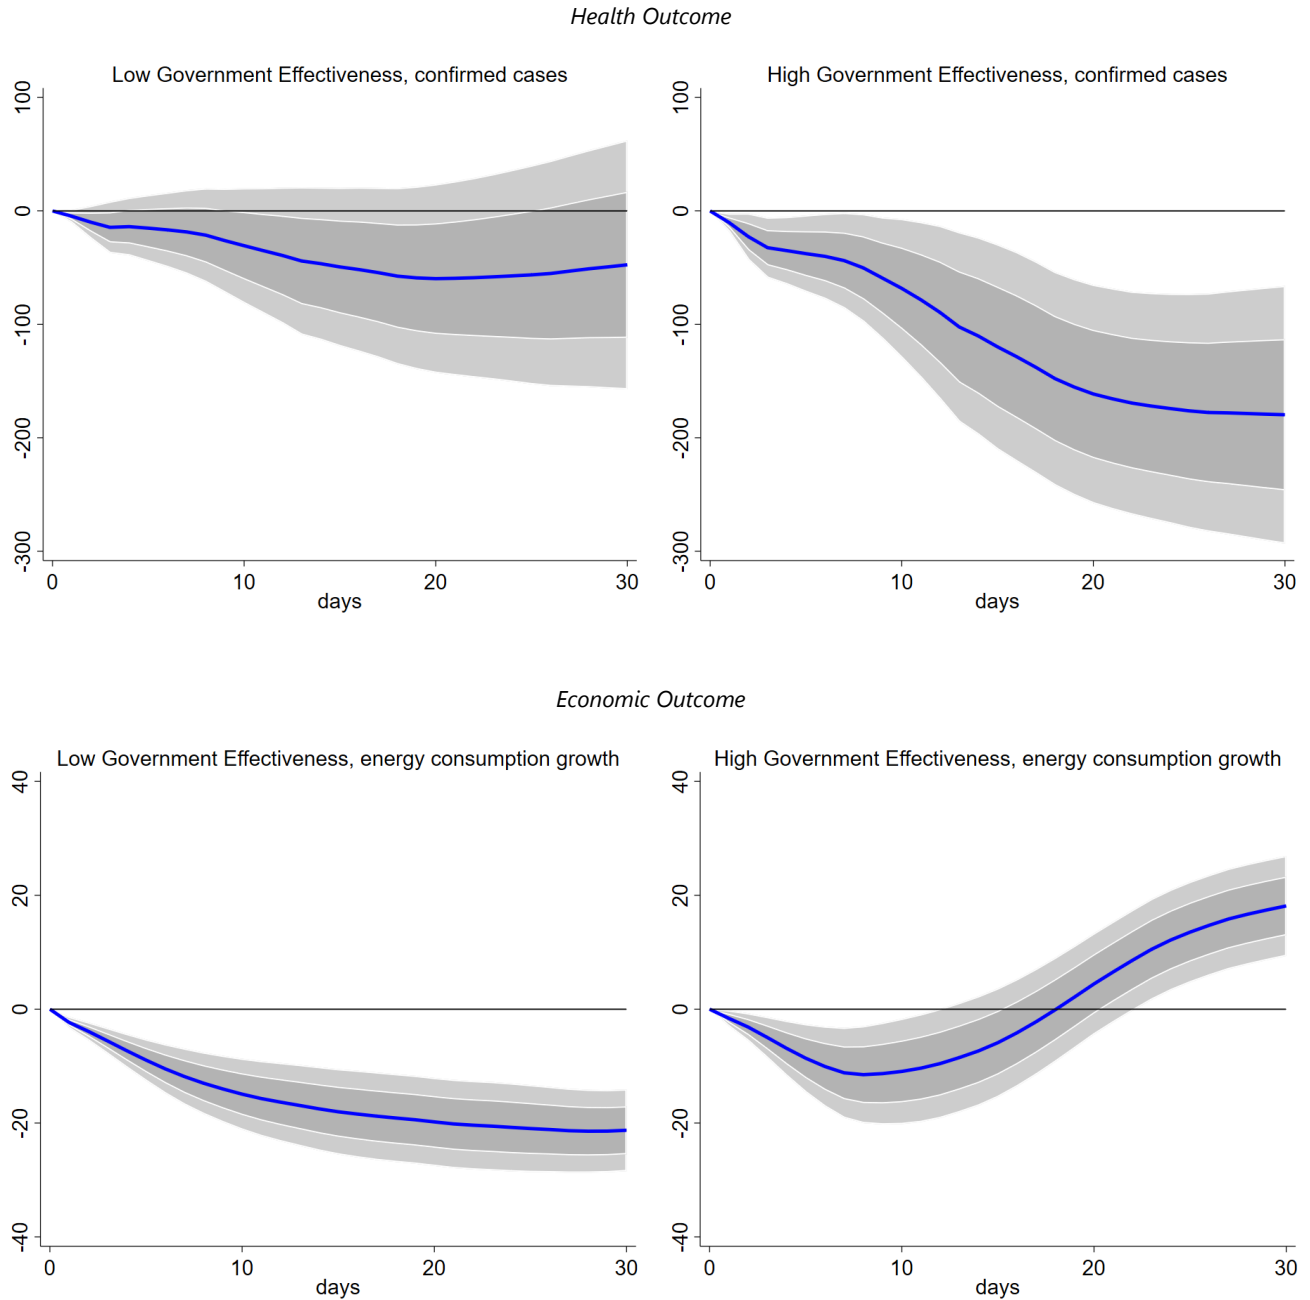 Health Outcome
Low Government Effectiveness, confirmed cases
100
0
-100
-200
-300
0 10 20 30
days
High Government Effectiveness, confirmed cases
100
0
-100
-200
-300
0 10 20 30
days
Economic Outcome
Low Government Effectiveness, energy consumption growth
40
20
0
-20
-40
0 10 20 30
days
High Government Effectiveness, energy consumption growth
40
20
0
-20
-40
0 10 20 30
days